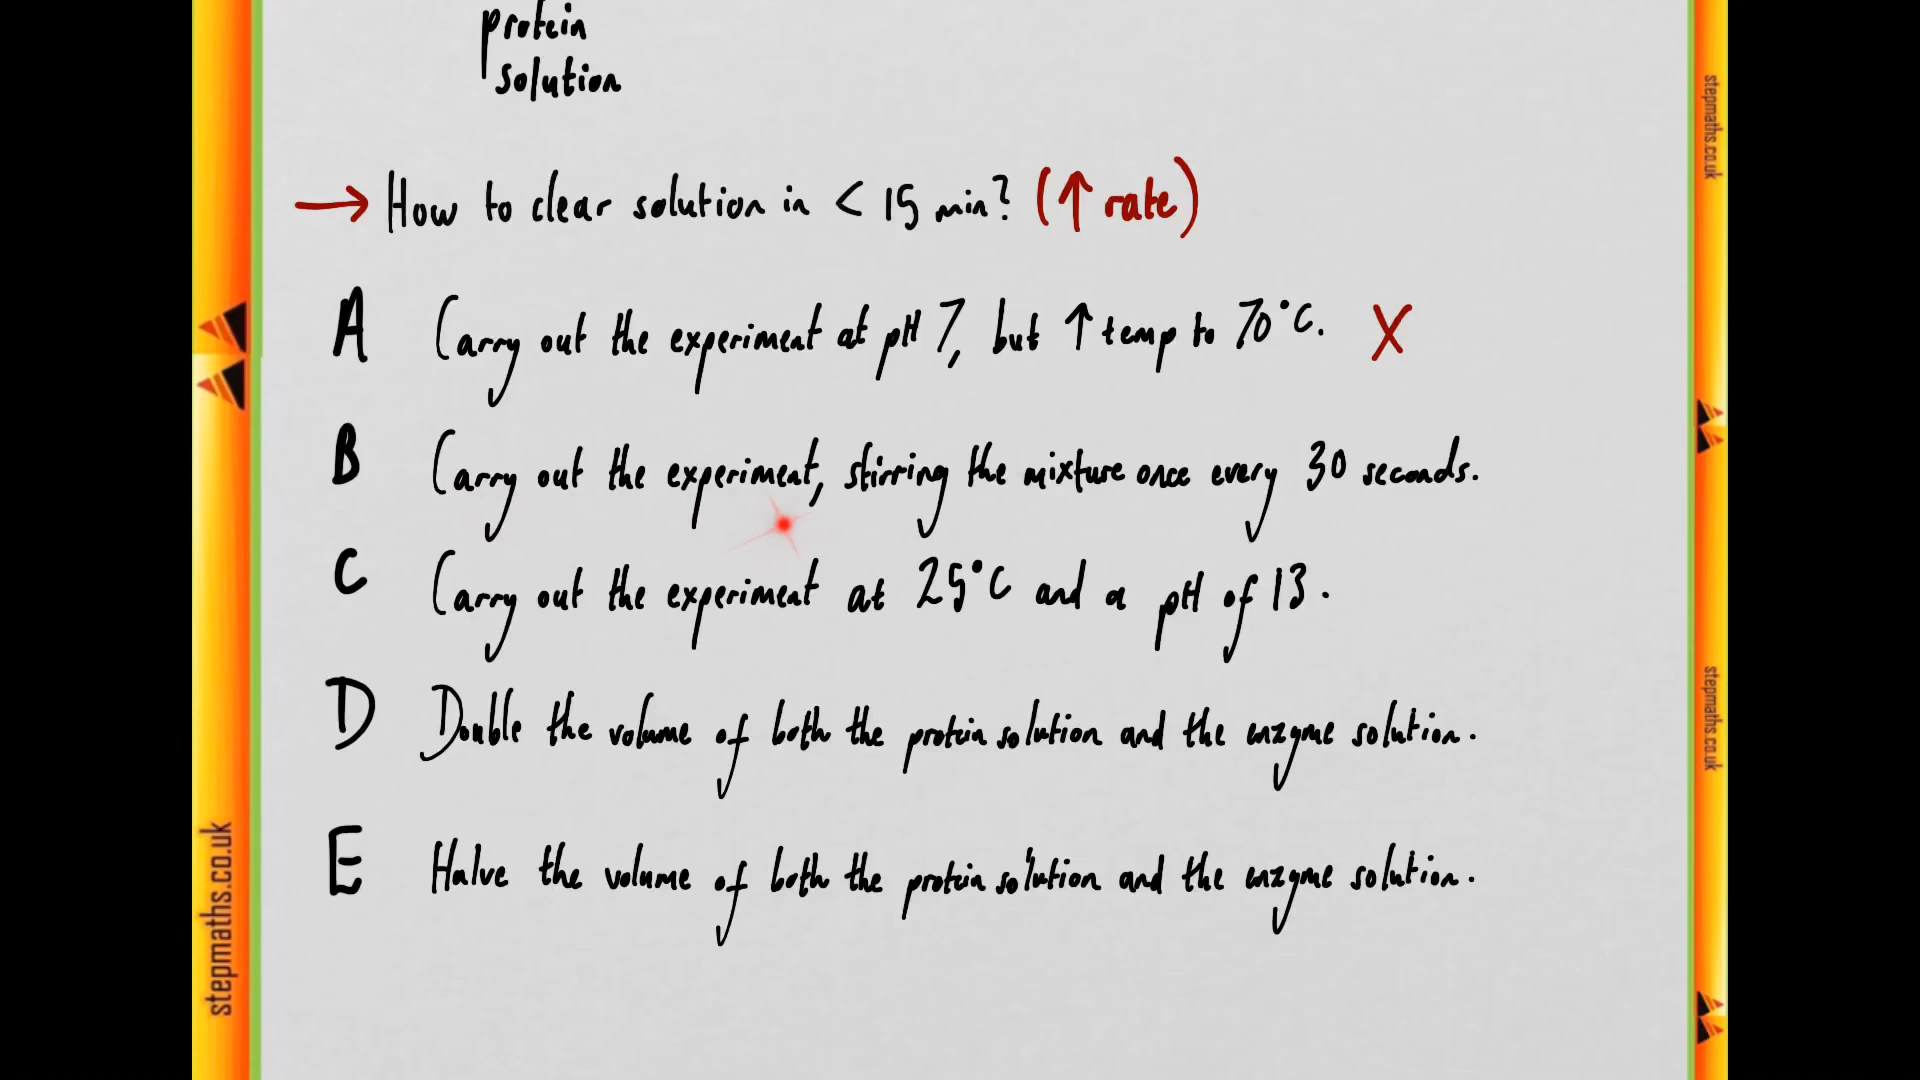 protein
solution
→ How to clear solution in < 15 min? (↑ rate)
A Carry out the experiment at pH 7, but ↑ temp to 70°C. X
B Carry out the experiment, stirring the mixture once every 30 seconds.
C Carry out the experiment at 25°C and a pH of 13.
D Double the volume of both the protein solution and the enzyme solution.
E Halve the volume of both the protein solution and the enzyme solution.
stepmaths.co.uk
stepmaths.co.uk
stepmaths.co.uk